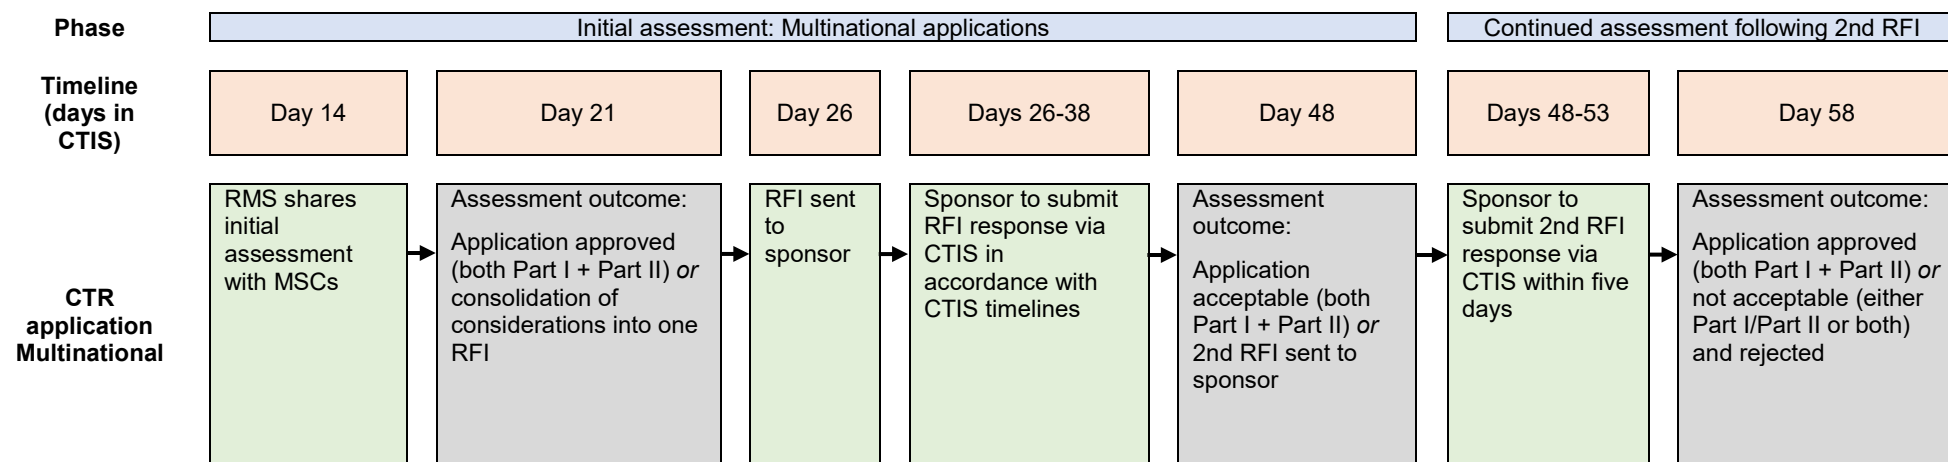 Phase
Initial assessment: Multinational applications
Continued assessment following 2nd RFI
Timeline
(days in
CTIS)
Day 14
Day 21
Day 26
Days 26-38
Day 48
Days 48-53
Day 58
CTR
application
Multinational
RMS shares
initial
assessment
with MSCs
Assessment outcome:
Application approved
(both Part I + Part II) or
consolidation of
considerations into one
RFI
RFI sent
to
sponsor
Sponsor to submit
RFI response via
CTIS in
accordance with
CTIS timelines
Assessment
outcome:
Application
acceptable (both
Part I + Part II) or
2nd RFI sent to
sponsor
Sponsor to
submit 2nd RFI
response via
CTIS within five
days
Assessment outcome:
Application approved
(both Part I + Part II) or
not acceptable (either
Part I/Part II or both)
and rejected